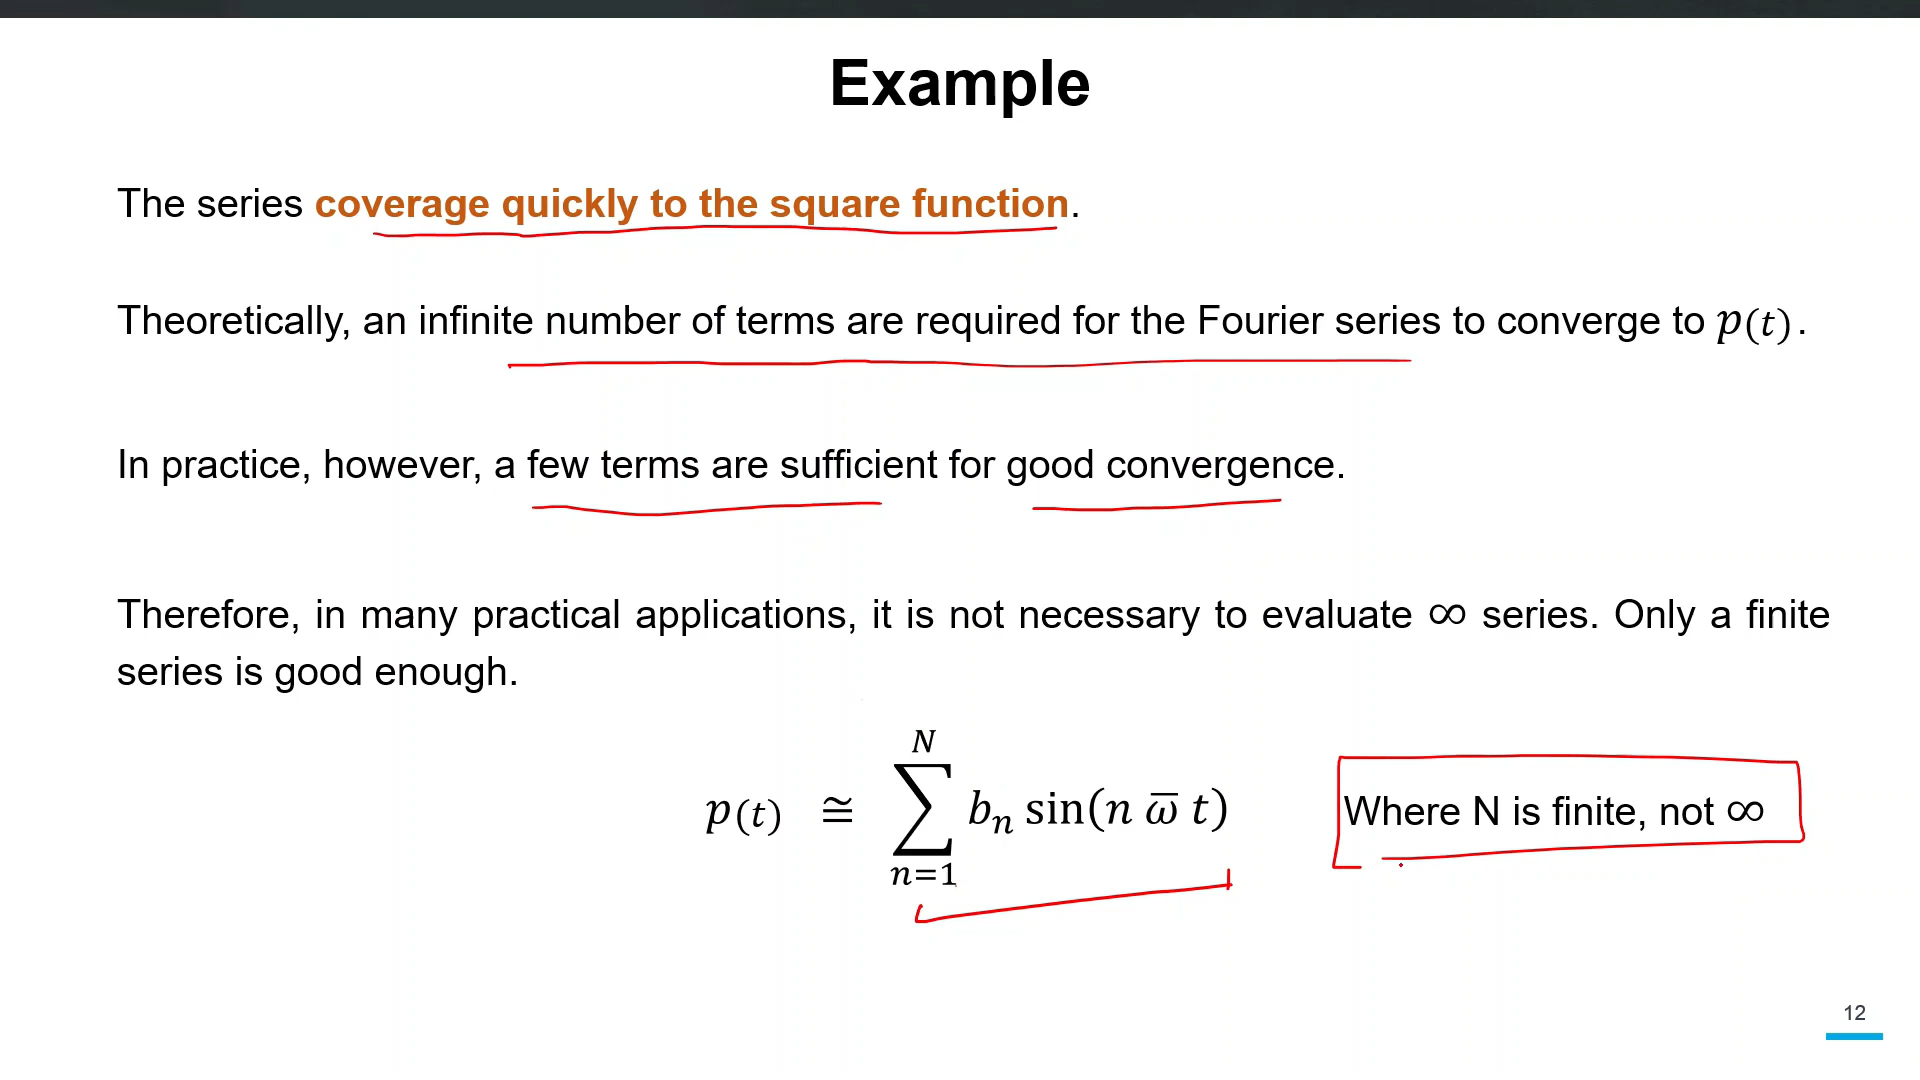 Example
The series coverage quickly to the square function.
Theoretically, an infinite number of terms are required for the Fourier series to converge to p(t).
In practice, however, a few terms are sufficient for good convergence.
Therefore, in many practical applications, it is not necessary to evaluate ∞ series. Only a finite
series is good enough.
p(t) ≅ ∑_{n=1}^{N} b_n sin(n ω̅ t)
Where N is finite, not ∞
12